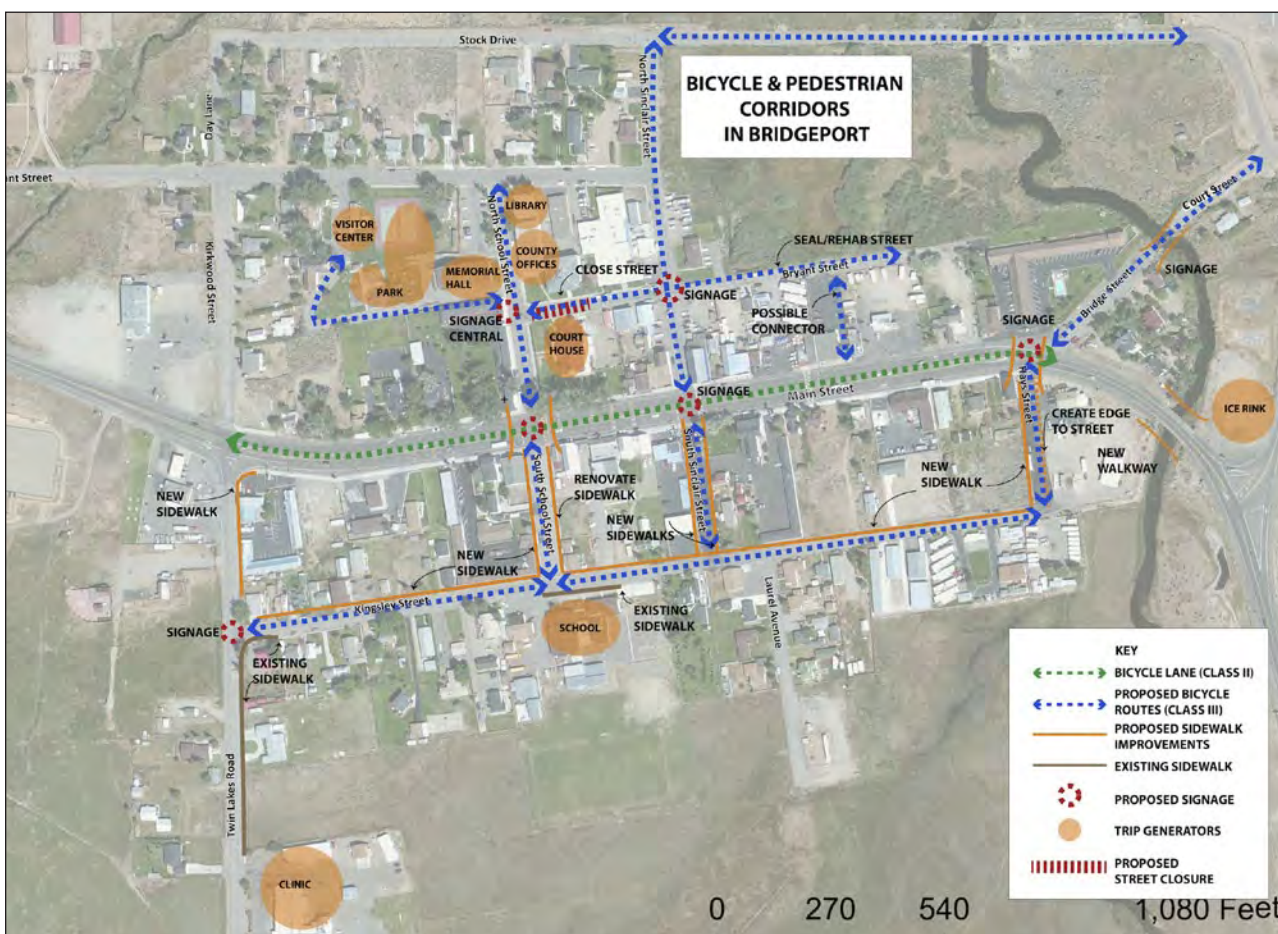 Stock Drive
BICYCLE & PEDESTRIAN
CORRIDORS
IN BRIDGEPORT
North Sinclair Street
Day Lane
ant Street
Court Street
LIBRARY
North School Street
VISITOR
CENTER
COUNTY
OFFICES
SEAL/REHAB STREET
Kirkwood Street
CLOSE STREET
Bryant Street
SIGNAGE
MEMORIAL
HALL
PARK
SIGNAGE
Bridge Street
SIGNAGE
CENTRAL
POSSIBLE
CONNECTOR
SIGNAGE
COURT
HOUSE
SIGNAGE
Main Street
Hays Street
ICE RINK
CREATE EDGE
TO STREET
South School Street
South Sinclair Street
NEW
WALKWAY
NEW
SIDEWALK
RENOVATE
SIDEWALK
NEW
SIDEWALK
NEW
SIDEWALKS
NEW
SIDEWALK
Kingsley Street
Laurel Avenue
EXISTING
SIDEWALK
SIGNAGE
SCHOOL
EXISTING
SIDEWALK
Twin Lakes Road
CLINIC
KEY
BICYCLE LANE (CLASS II)
PROPOSED BICYCLE
ROUTES (CLASS III)
PROPOSED SIDEWALK
IMPROVEMENTS
EXISTING SIDEWALK
PROPOSED SIGNAGE
TRIP GENERATORS
PROPOSED
STREET CLOSURE
0 270 540 1,080 Feet